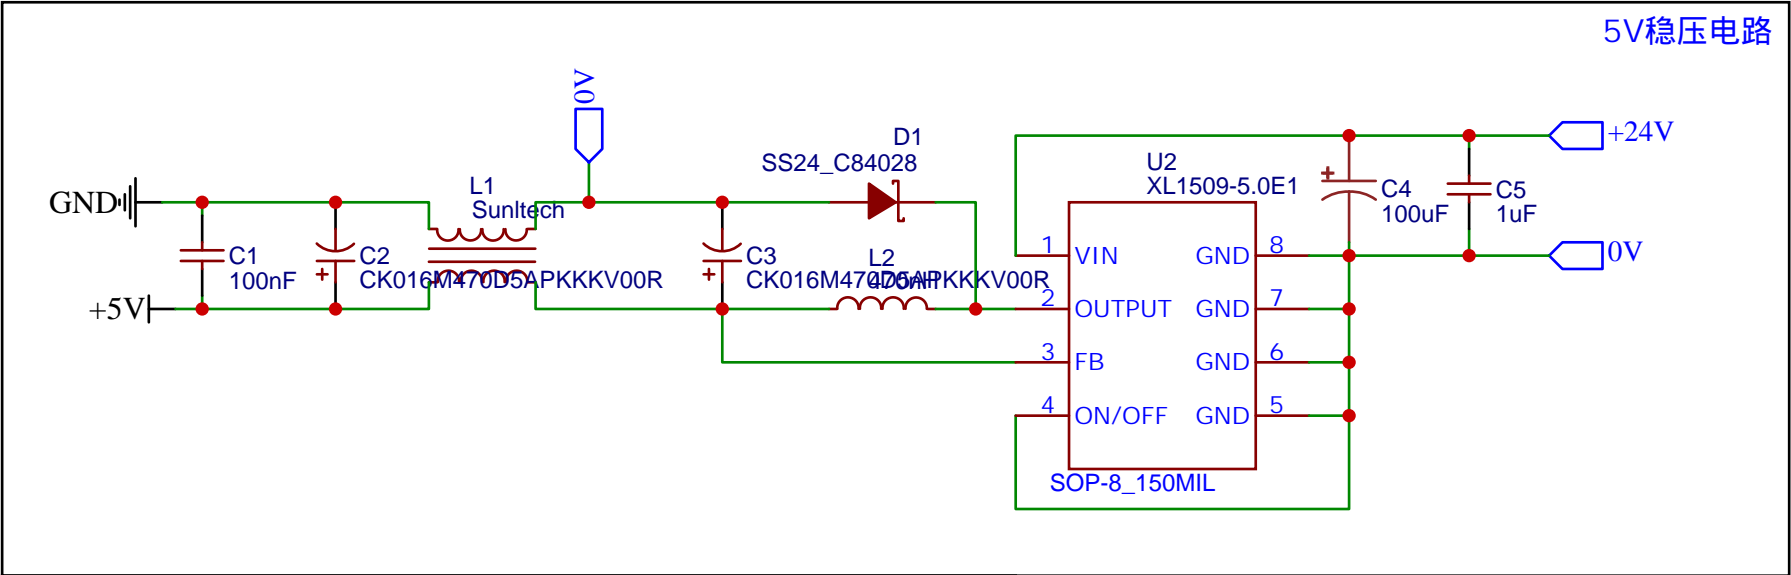 5V稳压电路
0V
D1
SS24_C84028
+24V
U2
XL1509-5.0E1
L1
Sunltech
GND
C4
100uF
C5
1uF
C1
100nF
C2
CK016M470D5APKKKV00R
C3
CK016M470D5APKKKV00R
L2
1 VIN GND 8
0V
+5V
2 OUTPUT GND 7
3 FB GND 6
4 ON/OFF GND 5
SOP-8_150MIL